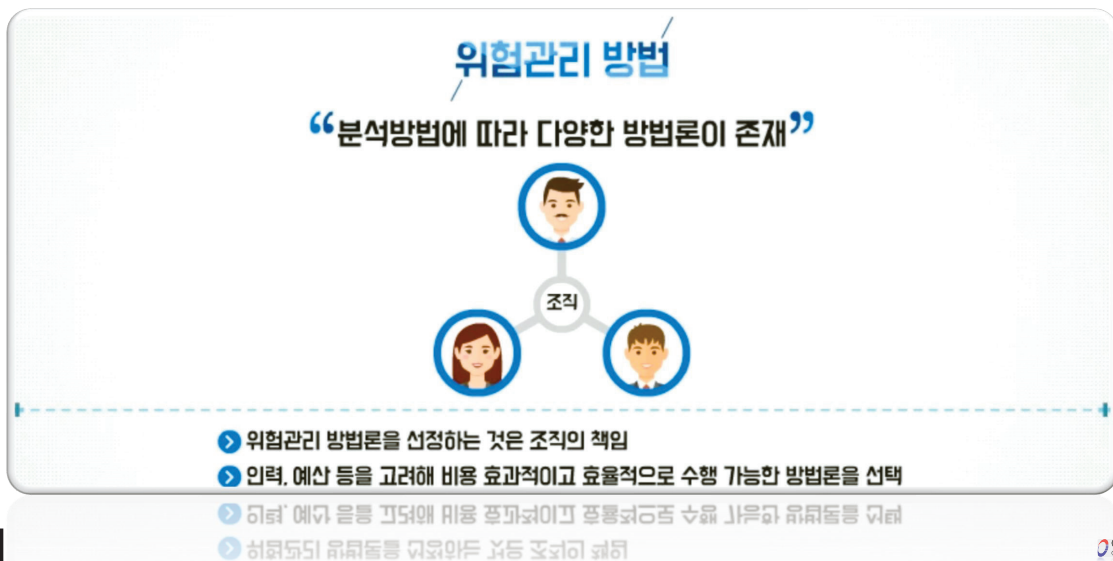 위험관리 방법
“분석방법에 따라 다양한 방법론이 존재”
조직
위험관리 방법론을 선정하는 것은 조직의 책임
인력, 예산 등을 고려해 비용 효과적이고 효율적으로 수행 가능한 방법론을 선택